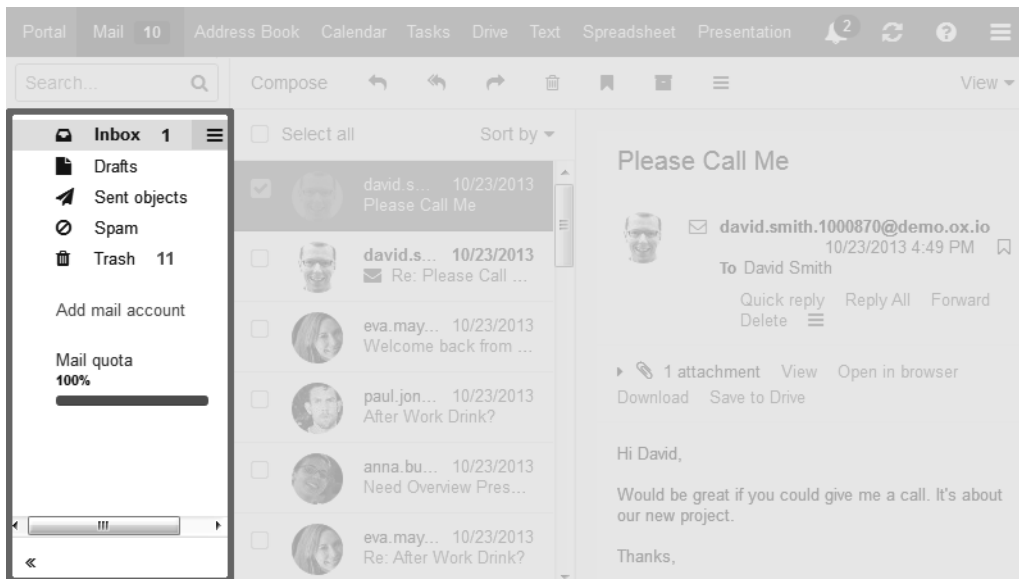 Portal Mail 10 Address Book Calendar Tasks Drive Text Spreadsheet Presentation 2
Search... Compose View
Inbox 1
Drafts
Sent objects
Spam
Trash 11
Add mail account
Mail quota
100%
Select all Sort by
david.s... 10/23/2013
Please Call Me
david.s... 10/23/2013
Re: Please Call ...
eva.may... 10/23/2013
Welcome back from ...
paul.jon... 10/23/2013
After Work Drink?
anna.bu... 10/23/2013
Need Overview Pres...
eva.may... 10/23/2013
Re: After Work Drink?
Please Call Me
david.smith.1000870@demo.ox.io
10/23/2013 4:49 PM
To David Smith
Quick reply Reply All Forward
Delete
1 attachment View Open in browser
Download Save to Drive
Hi David,
Would be great if you could give me a call. It's about
our new project.
Thanks,